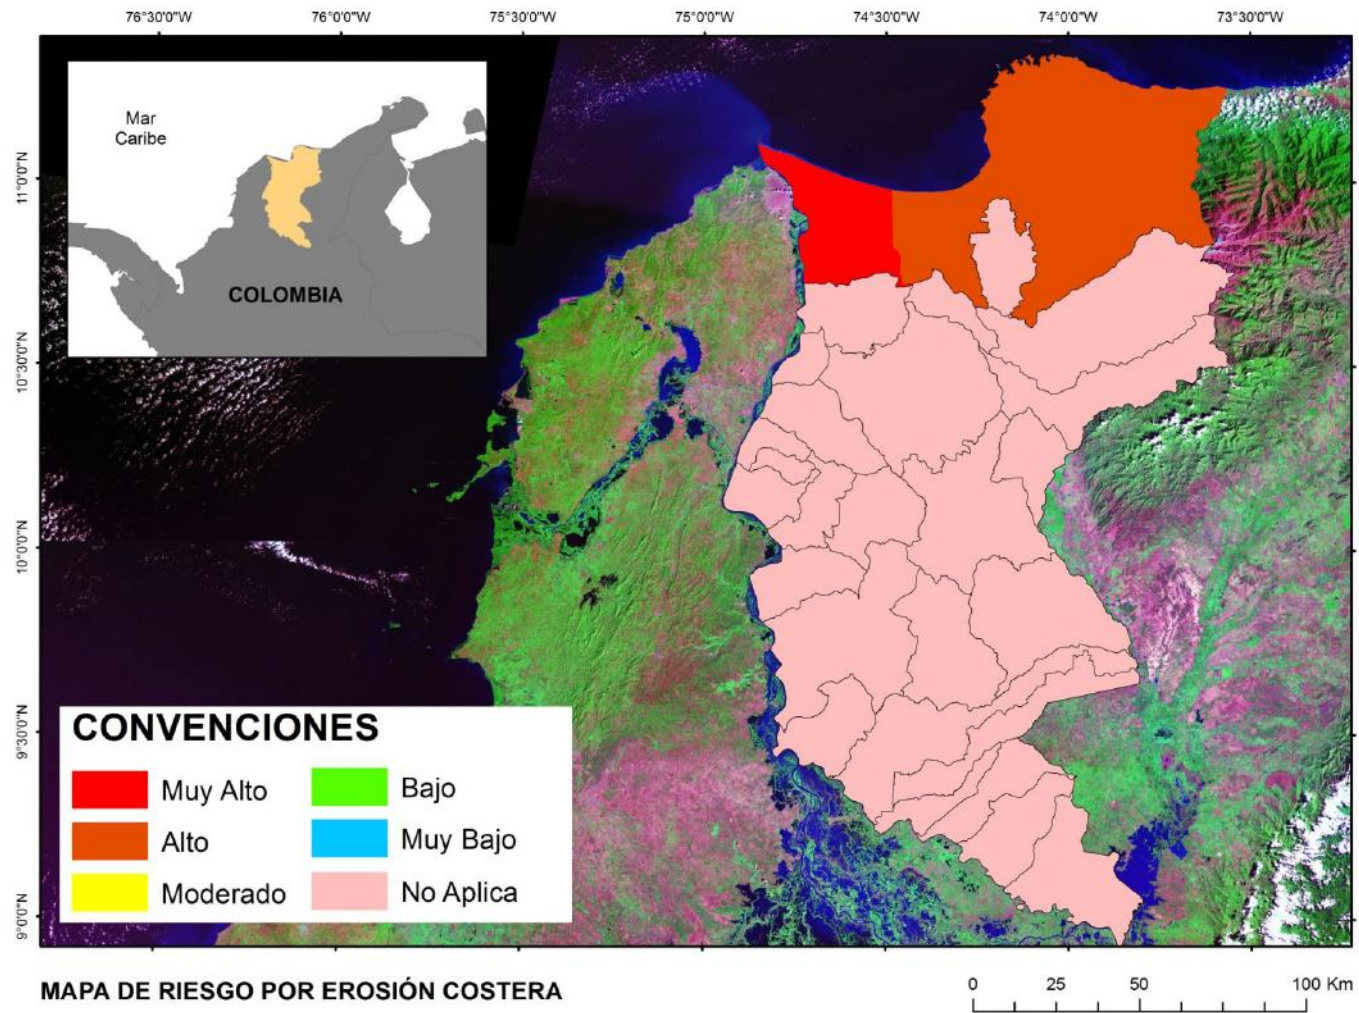 76°30'0"W 76°0'0"W 75°30'0"W 75°0'0"W 74°30'0"W 74°0'0"W 73°30'0"W
Mar
Caribe
COLOMBIA
11°0'0"N
10°30'0"N
10°0'0"N
9°30'0"N
9°0'0"N
CONVENCIONES
Muy Alto
Bajo
Alto
Muy Bajo
Moderado
No Aplica
MAPA DE RIESGO POR EROSIÓN COSTERA
0 25 50 100 Km